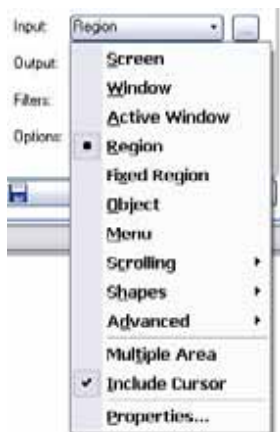 Input: Region ...
Output:
Filters:
Options:
Screen
Window
Active Window
Region
Fixed Region
Object
Menu
Scrolling
Shapes
Advanced
Multiple Area
Include Cursor
Properties...